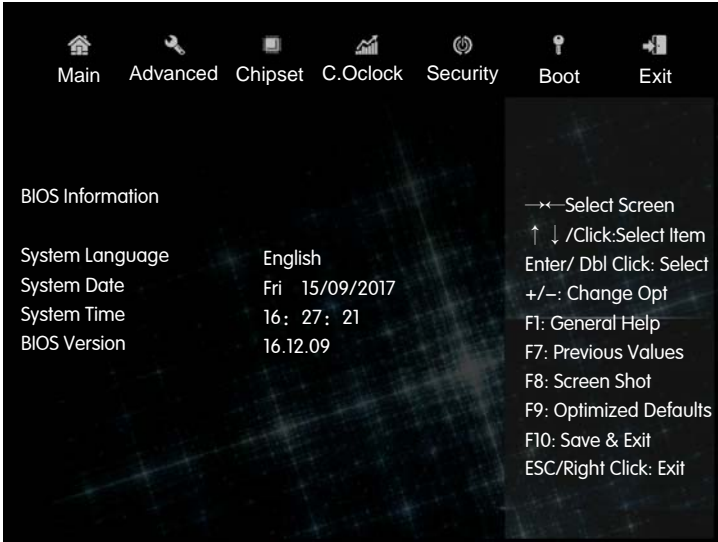 Main Advanced Chipset C.Oclock Security Boot Exit
BIOS Information
System Language English
System Date Fri 15/09/2017
System Time 16: 27: 21
BIOS Version 16.12.09
→←Select Screen
↑ ↓/Click:Select Item
Enter/ Dbl Click: Select
+/−: Change Opt
F1: General Help
F7: Previous Values
F8: Screen Shot
F9: Optimized Defaults
F10: Save & Exit
ESC/Right Click: Exit